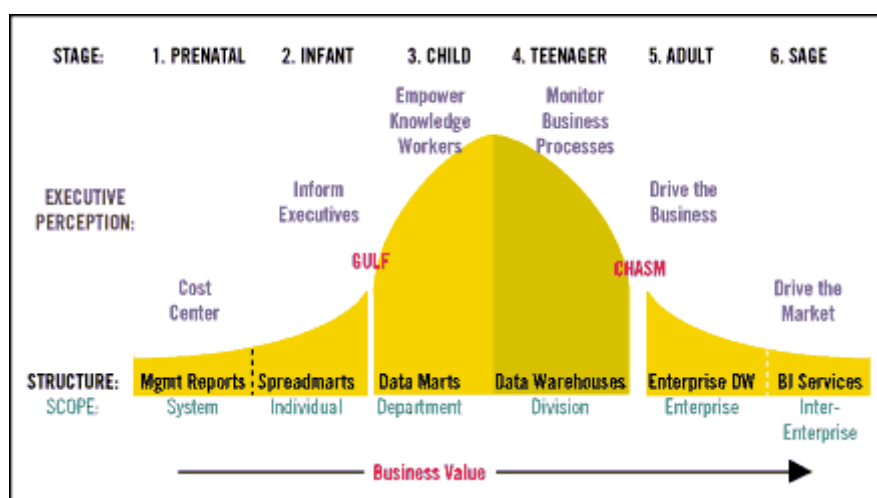 STAGE: 1. PRENATAL 2. INFANT 3. CHILD 4. TEENAGER 5. ADULT 6. SAGE
Empower
Knowledge
Workers
Monitor
Business
Processes
EXECUTIVE
PERCEPTION:
Inform
Executives
Drive the
Business
GULF
CHASM
Cost
Center
Drive the
Market
STRUCTURE: Mgmt Reports Spreadmarts Data Marts Data Warehouses Enterprise DW BI Services
SCOPE: System Individual Department Division Enterprise Inter-
Enterprise
Business Value